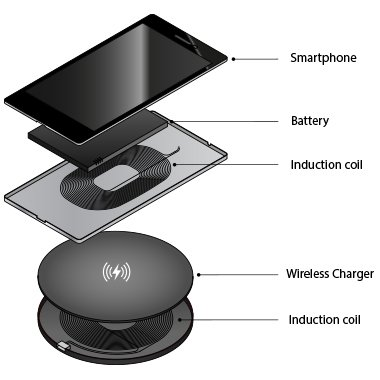 Smartphone
Battery
Induction coil
Wireless Charger
Induction coil